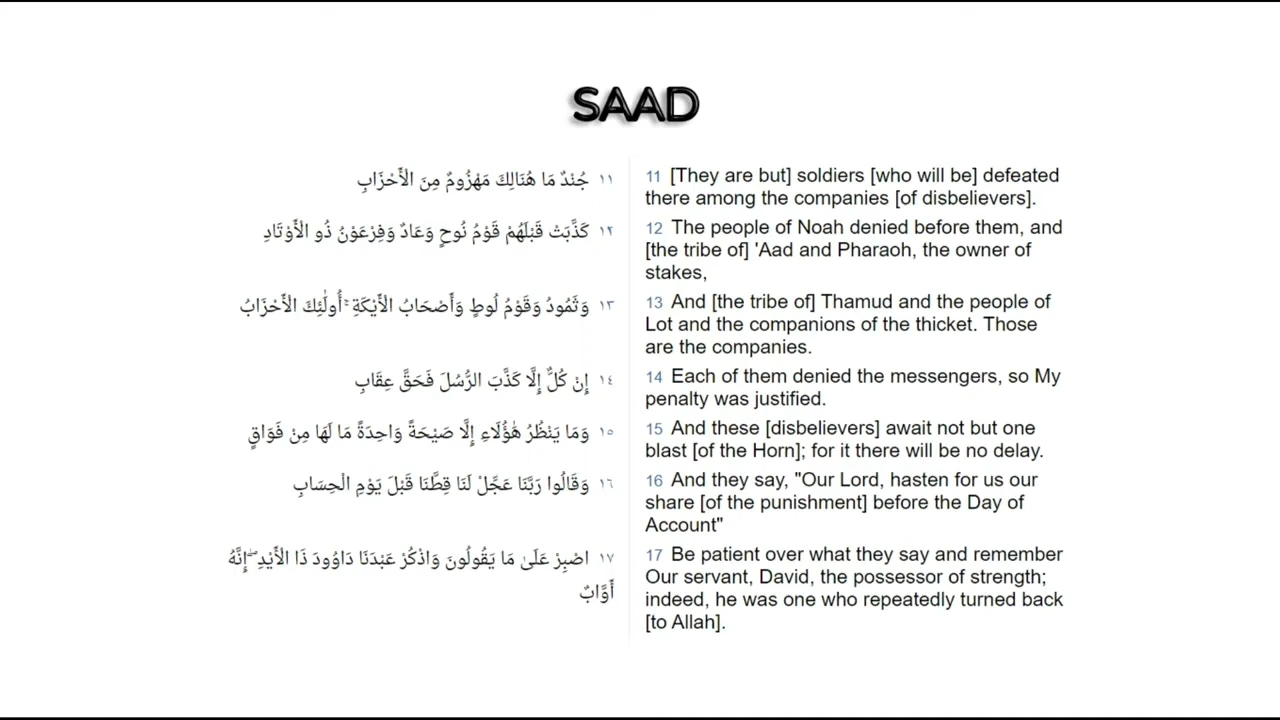 SAAD
١١ جُنْدٌ مَا هُنَالِكَ مَهْزُومٌ مِنَ الْأَحْزَابِ
11 [They are but] soldiers [who will be] defeated
there among the companies [of disbelievers].
١٢ كَذَّبَتْ قَبْلَهُمْ قَوْمُ نُوحٍ وَعَادٌ وَفِرْعَوْنُ ذُو الْأَوْتَادِ
12 The people of Noah denied before them, and
[the tribe of] 'Aad and Pharaoh, the owner of
stakes,
١٣ وَثَمُودُ وَقَوْمُ لُوطٍ وَأَصْحَابُ الْأَيْكَةِ ۚ أُولَٰئِكَ الْأَحْزَابُ
13 And [the tribe of] Thamud and the people of
Lot and the companions of the thicket. Those
are the companies.
١٤ إِنْ كُلٌّ إِلَّا كَذَّبَ الرُّسُلَ فَحَقَّ عِقَابِ
14 Each of them denied the messengers, so My
penalty was justified.
١٥ وَمَا يَنْظُرُ هَٰؤُلَاءِ إِلَّا صَيْحَةً وَاحِدَةً مَا لَهَا مِنْ فَوَاقٍ
15 And these [disbelievers] await not but one
blast [of the Horn]; for it there will be no delay.
١٦ وَقَالُوا رَبَّنَا عَجِّلْ لَنَا قِطَّنَا قَبْلَ يَوْمِ الْحِسَابِ
16 And they say, "Our Lord, hasten for us our
share [of the punishment] before the Day of
Account"
١٧ اصْبِرْ عَلَىٰ مَا يَقُولُونَ وَاذْكُرْ عَبْدَنَا دَاوُودَ ذَا الْأَيْدِ ۖ إِنَّهُ
أَوَّابٌ
17 Be patient over what they say and remember
Our servant, David, the possessor of strength;
indeed, he was one who repeatedly turned back
[to Allah].